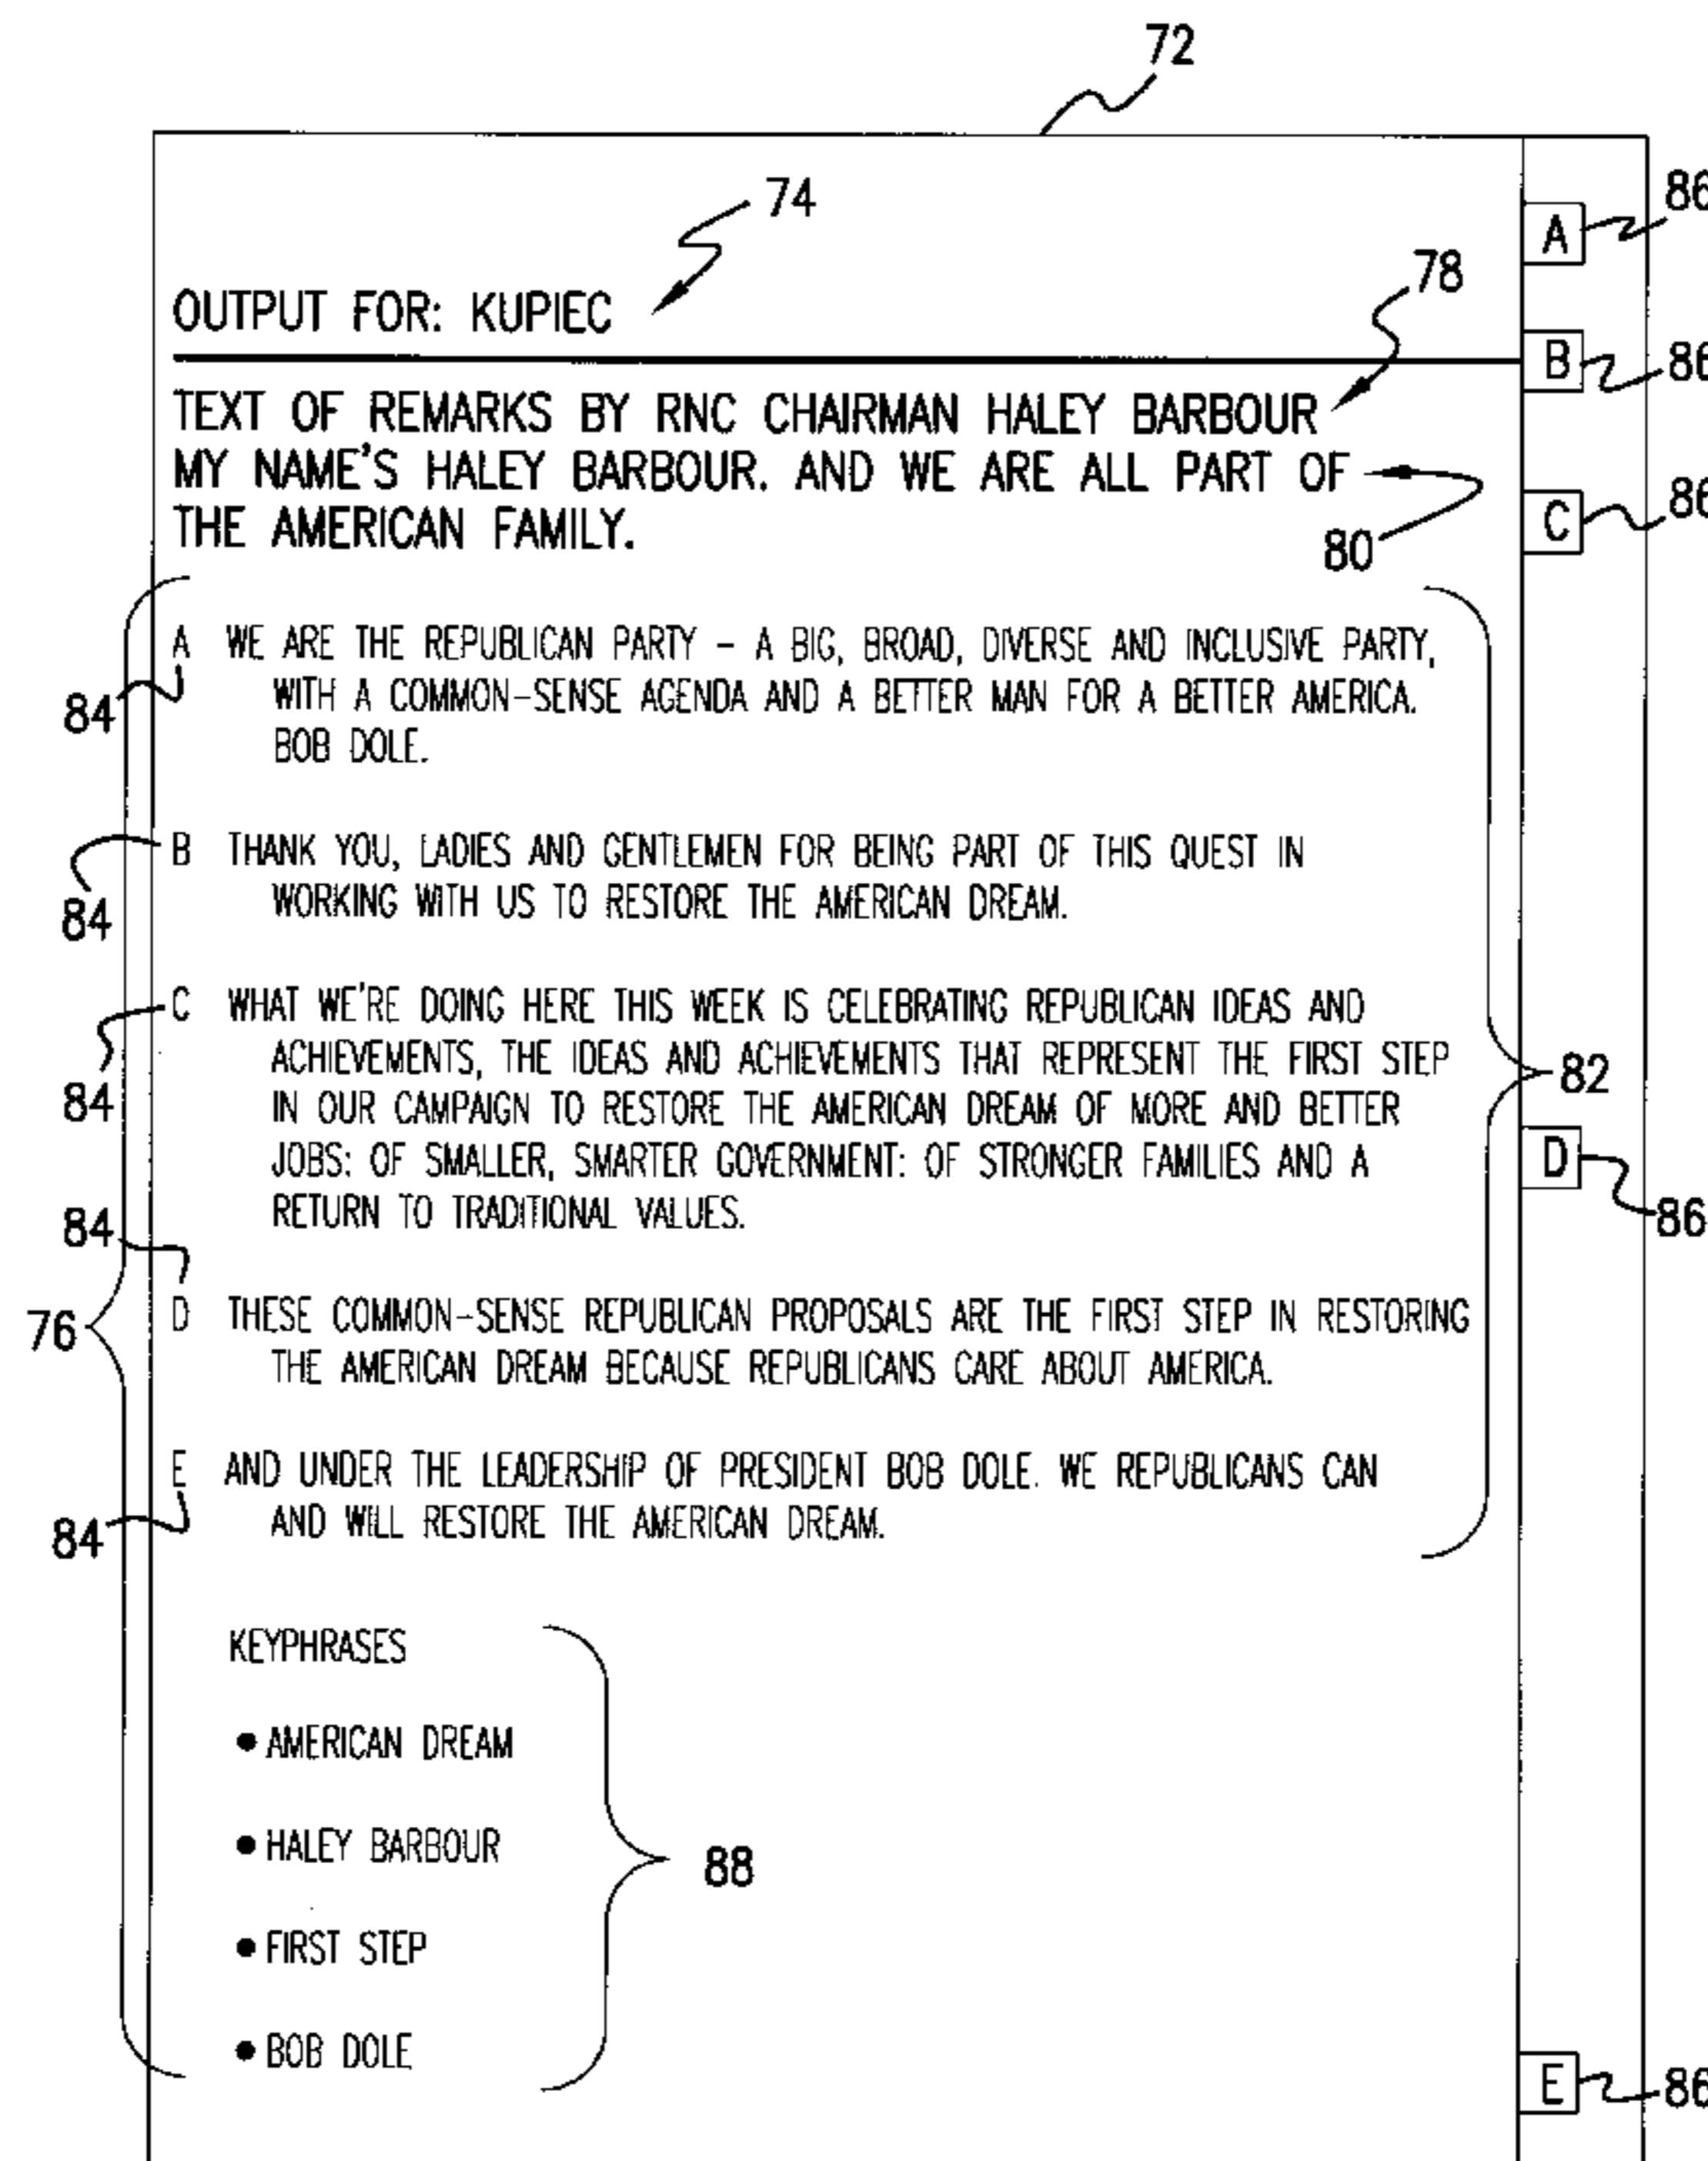 72
74
86
OUTPUT FOR: KUPIEC
78
A
B
86
TEXT OF REMARKS BY RNC CHAIRMAN HALEY BARBOUR
MY NAME'S HALEY BARBOUR. AND WE ARE ALL PART OF
THE AMERICAN FAMILY.
80
C
86
A WE ARE THE REPUBLICAN PARTY – A BIG, BROAD, DIVERSE AND INCLUSIVE PARTY,
84
WITH A COMMON-SENSE AGENDA AND A BETTER MAN FOR A BETTER AMERICA.
BOB DOLE.
B THANK YOU, LADIES AND GENTLEMEN FOR BEING PART OF THIS QUEST IN
84
WORKING WITH US TO RESTORE THE AMERICAN DREAM.
C WHAT WE'RE DOING HERE THIS WEEK IS CELEBRATING REPUBLICAN IDEAS AND
ACHIEVEMENTS, THE IDEAS AND ACHIEVEMENTS THAT REPRESENT THE FIRST STEP
82
84
IN OUR CAMPAIGN TO RESTORE THE AMERICAN DREAM OF MORE AND BETTER
JOBS: OF SMALLER, SMARTER GOVERNMENT: OF STRONGER FAMILIES AND A
D
RETURN TO TRADITIONAL VALUES.
84
86
76
D THESE COMMON-SENSE REPUBLICAN PROPOSALS ARE THE FIRST STEP IN RESTORING
THE AMERICAN DREAM BECAUSE REPUBLICANS CARE ABOUT AMERICA.
E AND UNDER THE LEADERSHIP OF PRESIDENT BOB DOLE. WE REPUBLICANS CAN
AND WILL RESTORE THE AMERICAN DREAM.
84
KEYPHRASES
• AMERICAN DREAM
• HALEY BARBOUR
88
• FIRST STEP
• BOB DOLE
E
86